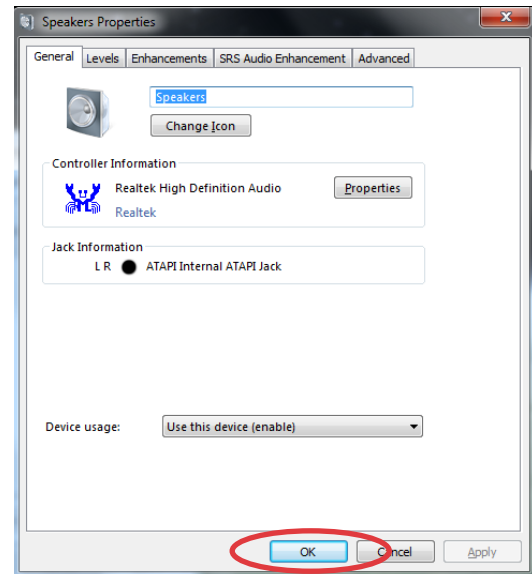 Speakers Properties
General Levels Enhancements SRS Audio Enhancement Advanced
Speakers
Change Icon
Controller Information
Realtek High Definition Audio Properties
Realtek
Jack Information
L R ATAPI Internal ATAPI Jack
Device usage: Use this device (enable)
OK Cancel Apply